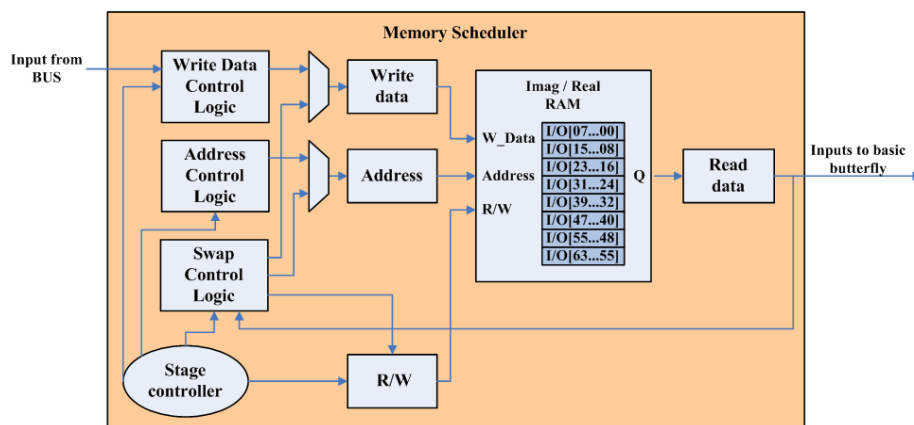 Memory Scheduler
Input from
BUS
Write Data
Control
Logic
Write
data
Imag / Real
RAM
W_Data
Address
R/W
I/O[07...00]
I/O[15...08]
I/O[23...16]
I/O[31...24]
I/O[39...32]
I/O[47...40]
I/O[55...48]
I/O[63...55]
Q
Read
data
Inputs to basic
butterfly
Address
Control
Logic
Address
Swap
Control
Logic
Stage
controller
R/W